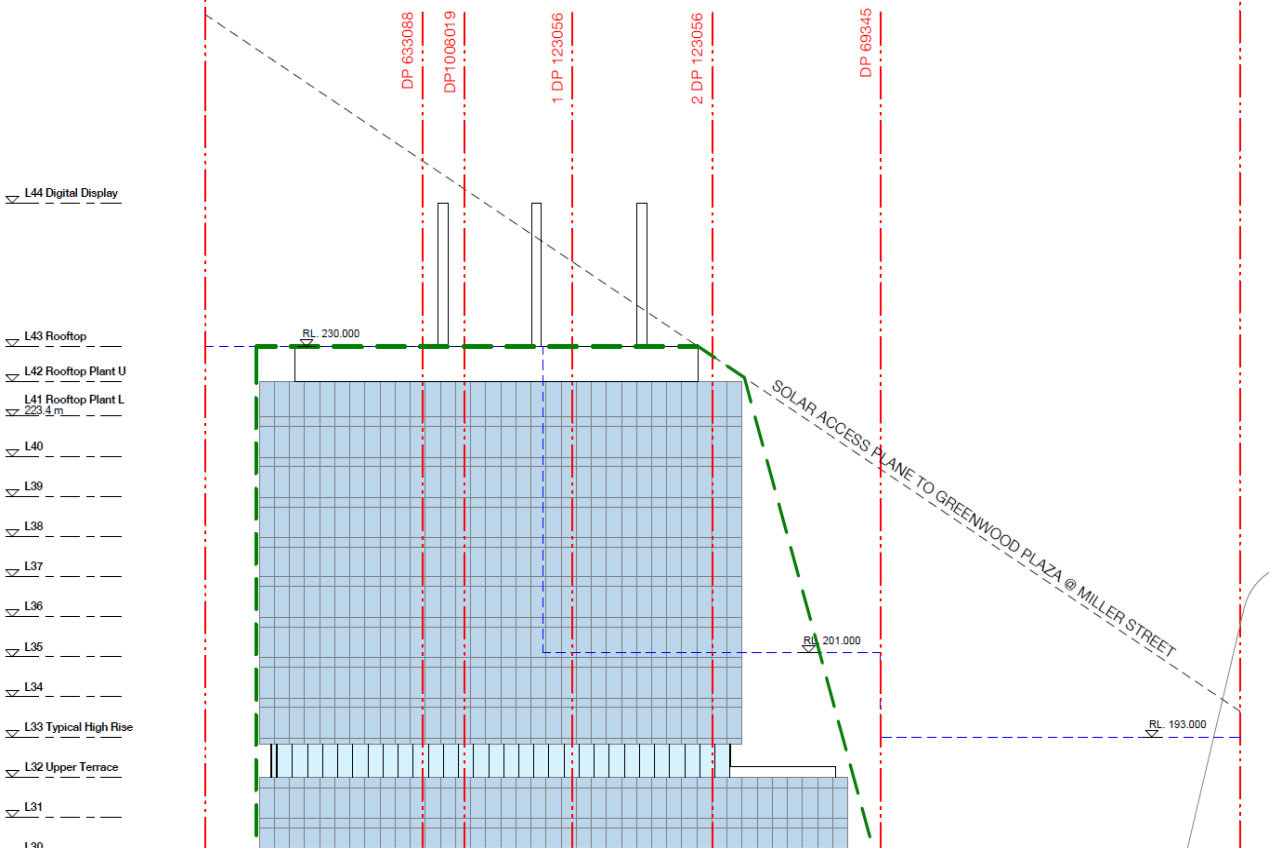 DP 633088
DP1008019
1 DP 123056
2 DP 123056
DP 69345
L44 Digital Display
L43 Rooftop
RL. 230.000
L42 Rooftop Plant U
L41 Rooftop Plant L
223.4 m
SOLAR ACCESS PLANE TO GREENWOOD PLAZA @ MILLER STREET
L40
L39
L38
L37
L36
L35
RL. 201.000
L34
L33 Typical High Rise
RL. 193.000
L32 Upper Terrace
L31
L30